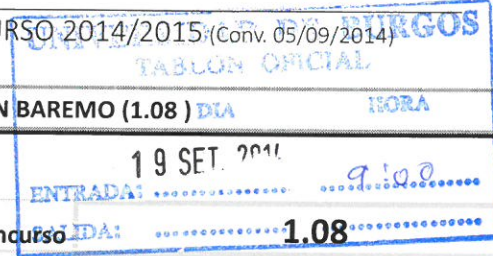 RSO 2014/2015 (Conv. 05/09/2014)
UNIVERSIDAD DE BURGOS
TABLON OFICIAL
N BAREMO (1.08 ) DIA HORA
19 SET. 9:00
ENTRADA:
ncurso SALIDA: 1.08